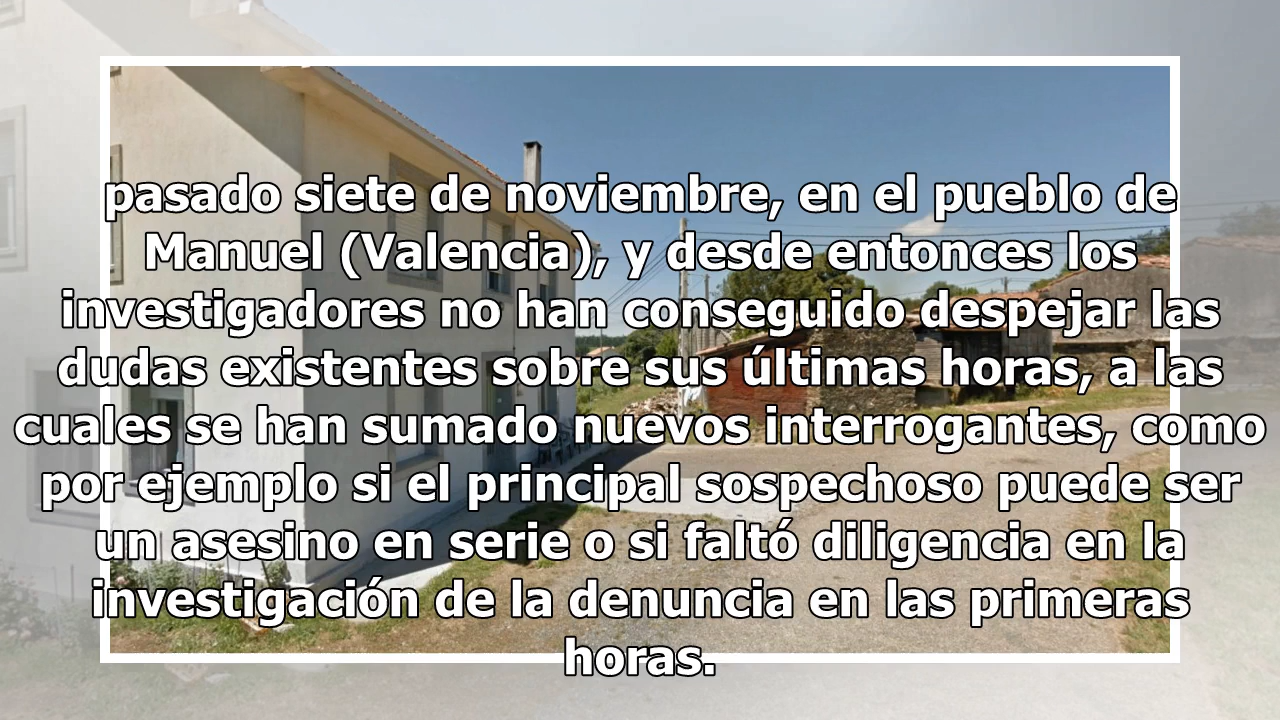 pasado siete de noviembre, en el pueblo de
Manuel (Valencia), y desde entonces los
investigadores no han conseguido despejar las
dudas existentes sobre sus últimas horas, a las
cuales se han sumado nuevos interrogantes, como
por ejemplo si el principal sospechoso puede ser
un asesino en serie o si faltó diligencia en la
investigación de la denuncia en las primeras
horas.